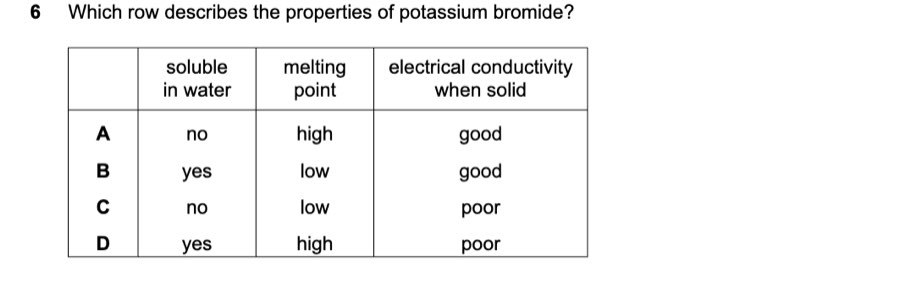 6 Which row describes the properties of potassium bromide?
soluble in water melting point electrical conductivity when solid
A no high good
B yes low good
C no low poor
D yes high poor